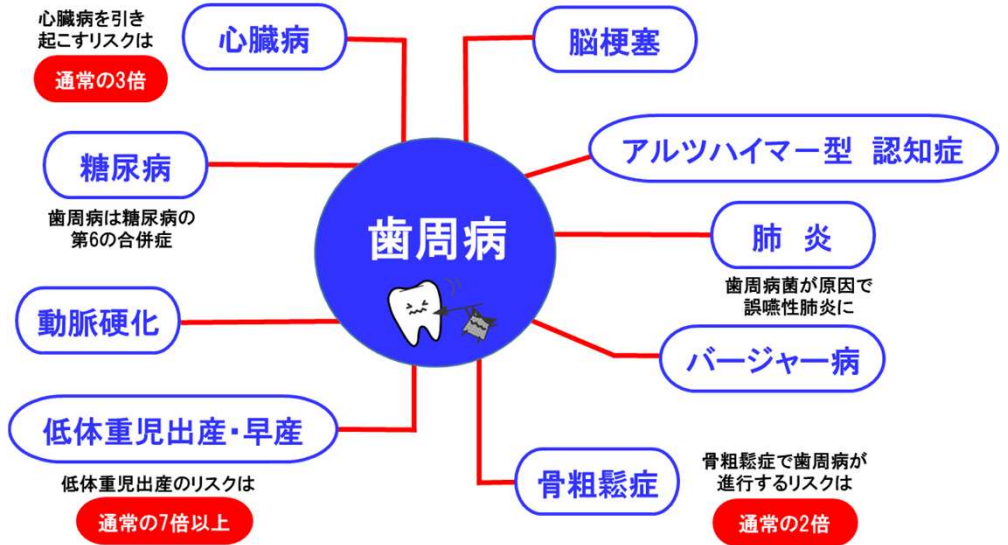 心臓病を引き
起こすリスクは
通常の3倍
心臓病
脳梗塞
糖尿病
歯周病は糖尿病の
第6の合併症
アルツハイマー型 認知症
歯周病
肺 炎
歯周病菌が原因で
誤嚥性肺炎に
動脈硬化
バージャー病
低体重児出産・早産
低体重児出産のリスクは
通常の7倍以上
骨粗鬆症
骨粗鬆症で歯周病が
進行するリスクは
通常の2倍